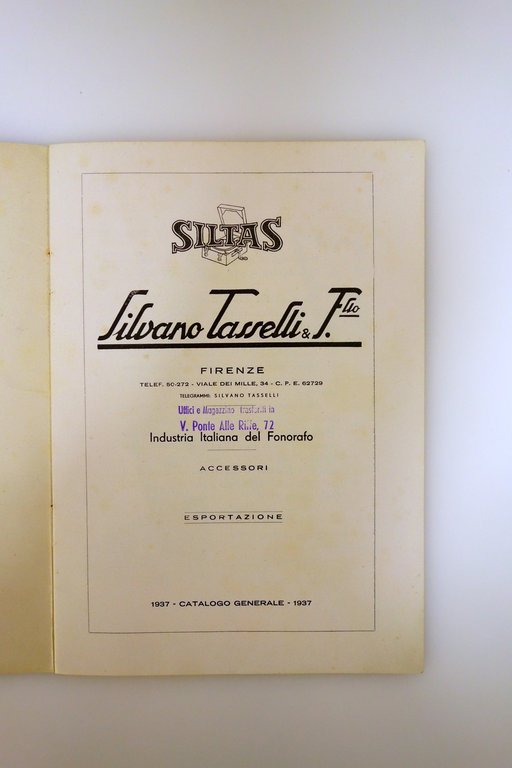 SILTAS
Silvano Tasselli & F.llo
FIRENZE
TELEF. 50-272 - VIALE DEI MILLE, 34 - C. P. E. 62729
TELEGRAMMI: SILVANO TASSELLI
Uffici e Magazzino trasferiti in
V. Ponte Alle Riffe, 72
Industria Italiana del Fonografo
ACCESSORI
ESPORTAZIONE
1937 - CATALOGO GENERALE - 1937